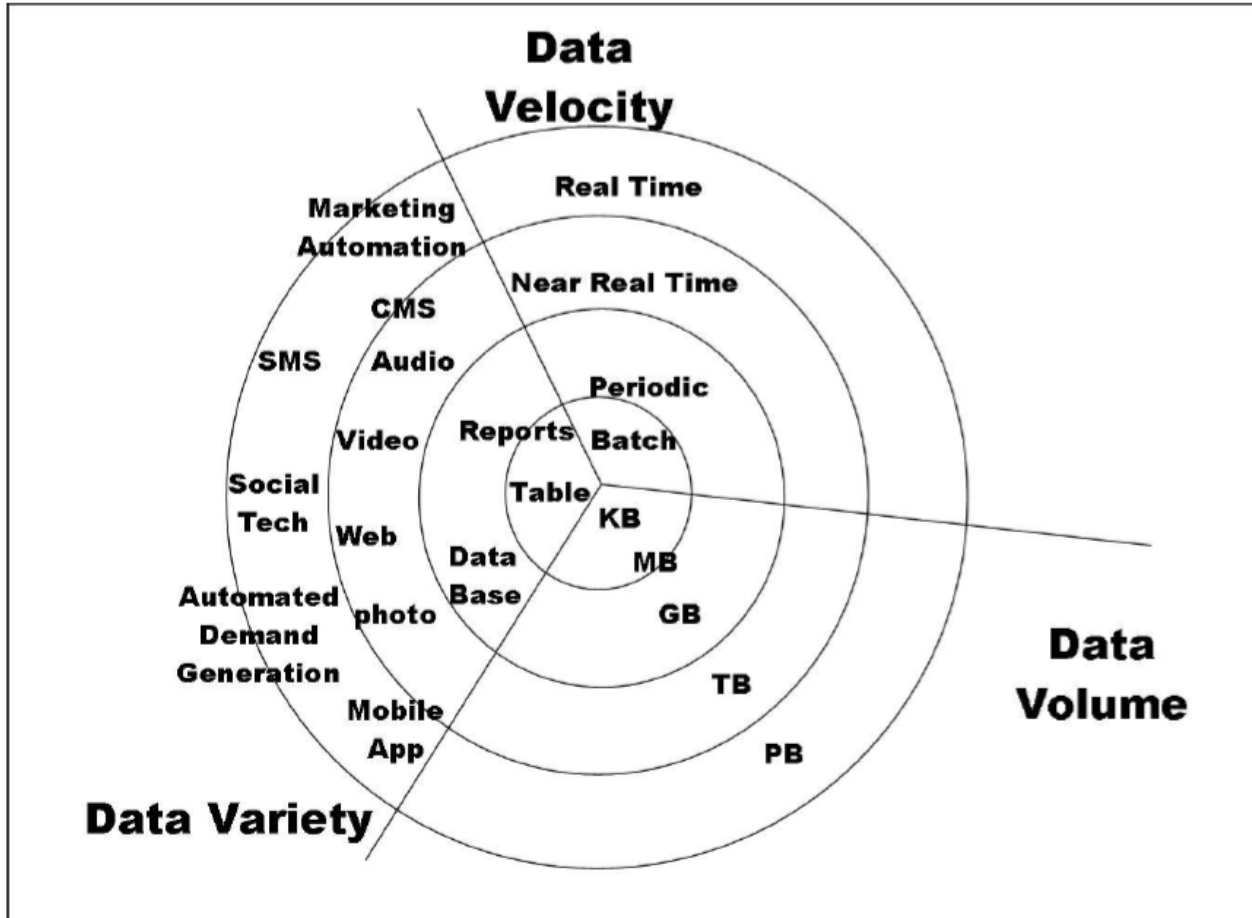 Data
Velocity
Real Time
Near Real Time
Periodic
Batch
Marketing
Automation
CMS
SMS
Audio
Video
Reports
Table
Social
Tech
Web
Data
Base
Automated
Demand
Generation
photo
Mobile
App
Data Variety
KB
MB
GB
TB
PB
Data
Volume